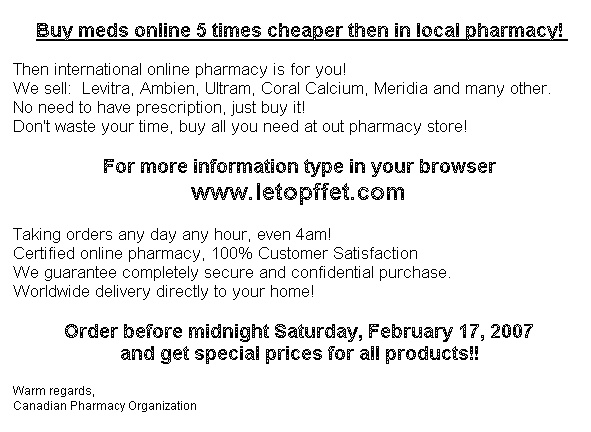 Buy meds online 5 times cheaper then in local pharmacy!
Then international online pharmacy is for you!
We sell:  Levitra, Ambien, Ultram, Coral Calcium, Meridia and many other.
No need to have prescription, just buy it!
Don't waste your time, buy all you need at out pharmacy store!
For more information type in your browser
www.letopffet.com
Taking orders any day any hour, even 4am!
Certified online pharmacy, 100% Customer Satisfaction
We guarantee completely secure and confidential purchase.
Worldwide delivery directly to your home!
Order before midnight Saturday, February 17, 2007
and get special prices for all products!!
Warm regards,
Canadian Pharmacy Organization